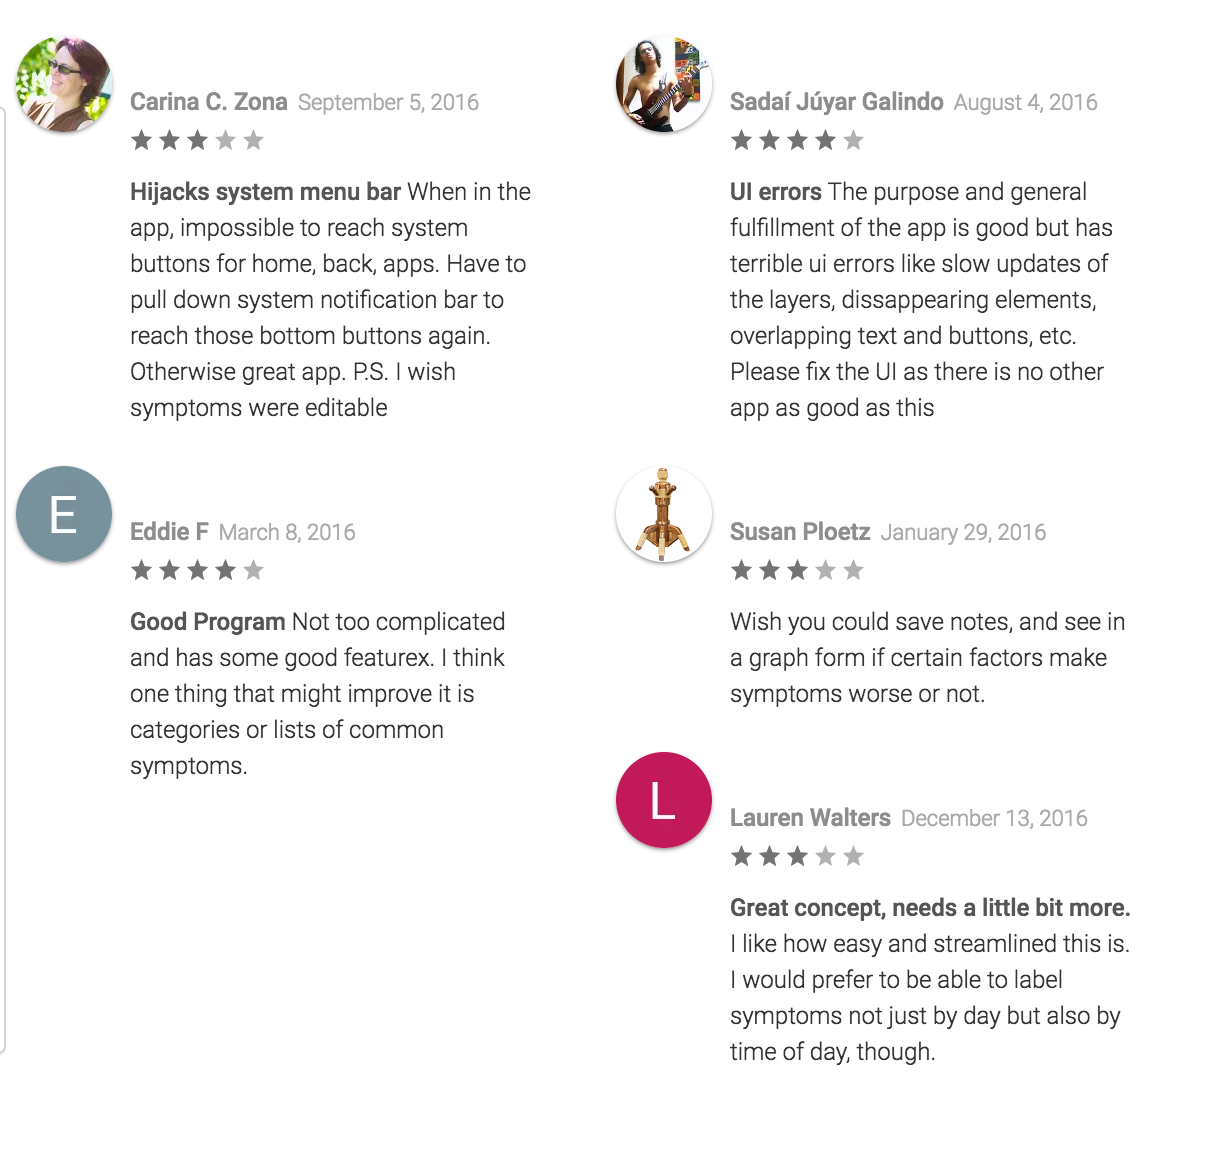 Carina C. Zona September 5, 2016
Hijacks system menu bar When in the
app, impossible to reach system
buttons for home, back, apps. Have to
pull down system notification bar to
reach those bottom buttons again.
Otherwise great app. P.S. I wish
symptoms were editable
Sadaí Júyar Galindo August 4, 2016
UI errors The purpose and general
fulfillment of the app is good but has
terrible ui errors like slow updates of
the layers, dissappearing elements,
overlapping text and buttons, etc.
Please fix the UI as there is no other
app as good as this
E
Eddie F March 8, 2016
Good Program Not too complicated
and has some good featurex. I think
one thing that might improve it is
categories or lists of common
symptoms.
Susan Ploetz January 29, 2016
Wish you could save notes, and see in
a graph form if certain factors make
symptoms worse or not.
L
Lauren Walters December 13, 2016
Great concept, needs a little bit more.
I like how easy and streamlined this is.
I would prefer to be able to label
symptoms not just by day but also by
time of day, though.